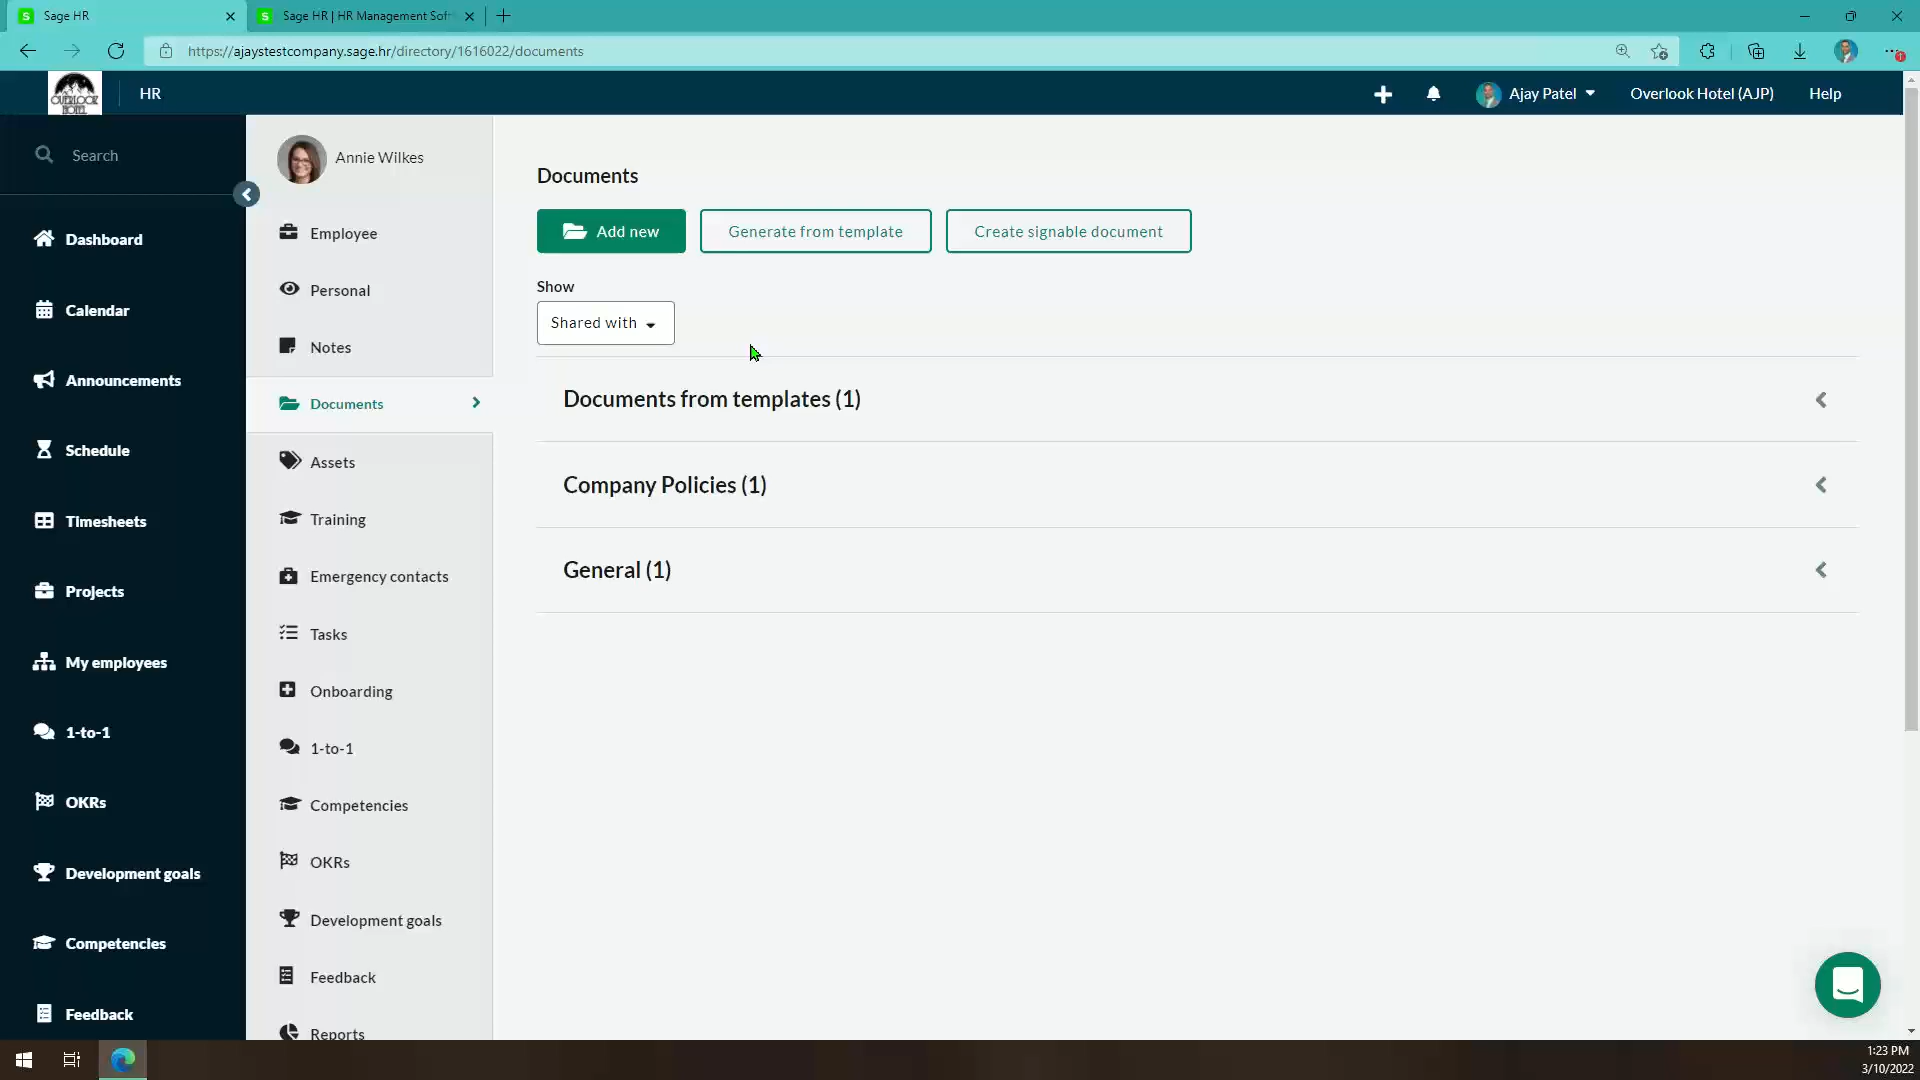 Sage HR
Sage HR | HR Management Soft
https://ajaystestcompany.sage.hr/directory/1616022/documents
OVERLOOK
HOTEL
HR
Ajay Patel
Overlook Hotel (AJP)
Help
Search
Dashboard
Calendar
Announcements
Schedule
Timesheets
Projects
My employees
1-to-1
OKRs
Development goals
Competencies
Feedback
Annie Wilkes
Employee
Personal
Notes
Documents
Assets
Training
Emergency contacts
Tasks
Onboarding
1-to-1
Competencies
OKRs
Development goals
Feedback
Reports
Documents
Add new
Generate from template
Create signable document
Show
Shared with
Documents from templates (1)
Company Policies (1)
General (1)
1:23 PM
3/10/2022